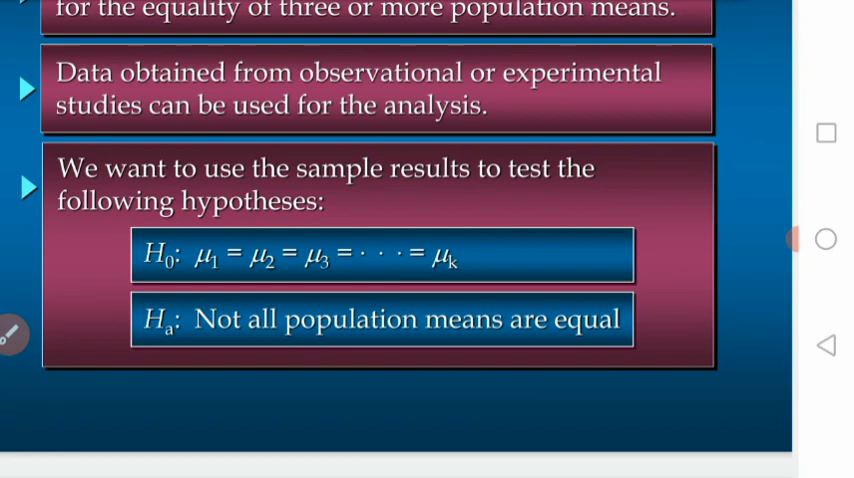 for the equality of three or more population means.
Data obtained from observational or experimental
studies can be used for the analysis.
We want to use the sample results to test the
following hypotheses:
H₀: μ₁ = μ₂ = μ₃ = · · · = μₖ
Hₐ: Not all population means are equal